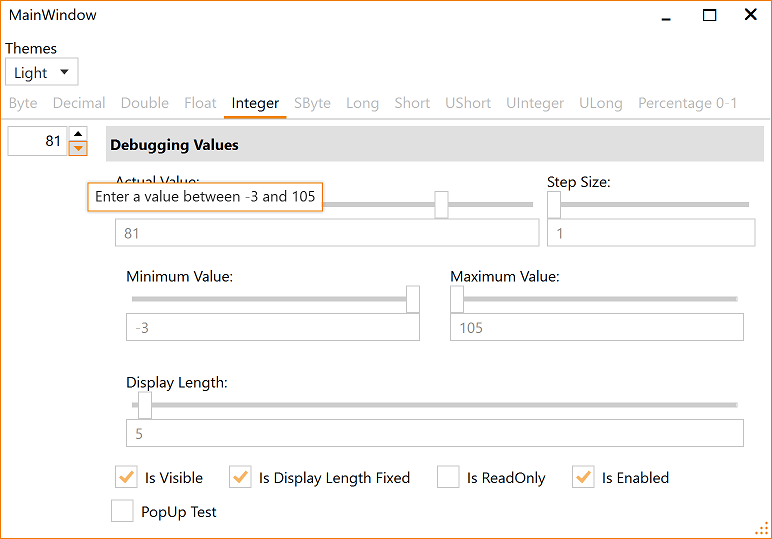 MainWindow
Themes
Light
Byte Decimal Double Float Integer SByte Long Short UShort UInteger ULong Percentage 0-1
81
Debugging Values
Actual Value:
Step Size:
Enter a value between -3 and 105
81
1
Minimum Value:
Maximum Value:
-3
105
Display Length:
5
Is Visible
Is Display Length Fixed
Is ReadOnly
Is Enabled
PopUp Test